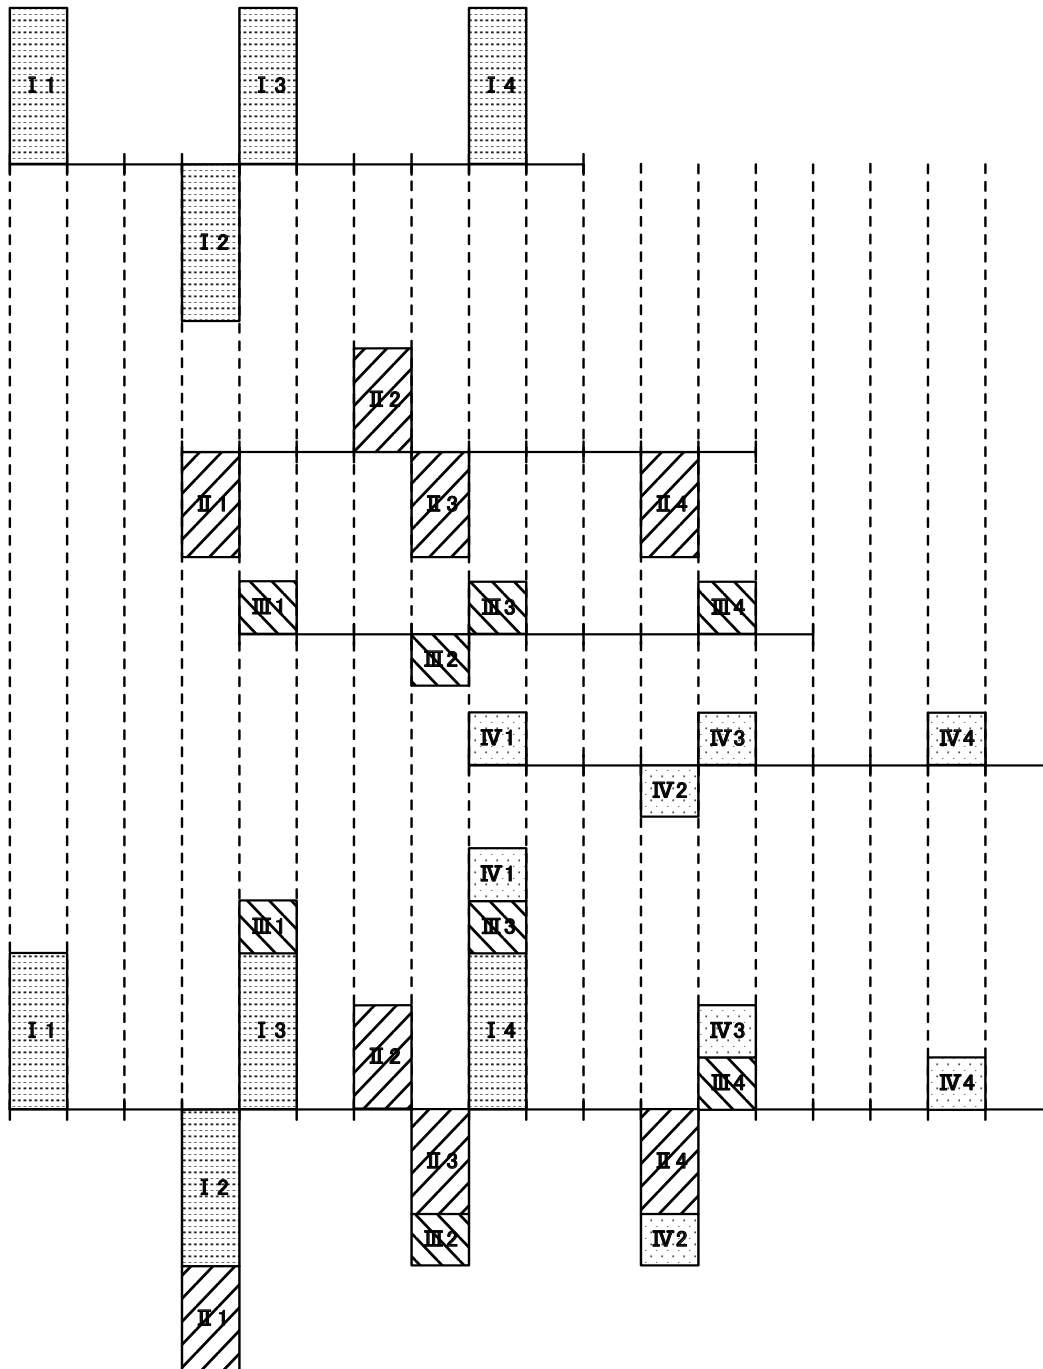 Ⅰ1 Ⅰ3 Ⅰ4
Ⅰ2
Ⅱ2
Ⅱ1 Ⅱ3 Ⅱ4
Ⅲ1 Ⅲ3 Ⅲ4
Ⅲ2
Ⅳ1 Ⅳ3 Ⅳ4
Ⅳ2
Ⅳ1
Ⅲ1 Ⅲ3
Ⅰ1 Ⅰ3 Ⅰ4 Ⅳ3
Ⅱ2
Ⅲ4 Ⅳ4
Ⅱ3 Ⅱ4
Ⅰ2
Ⅲ2 Ⅳ2
Ⅱ1